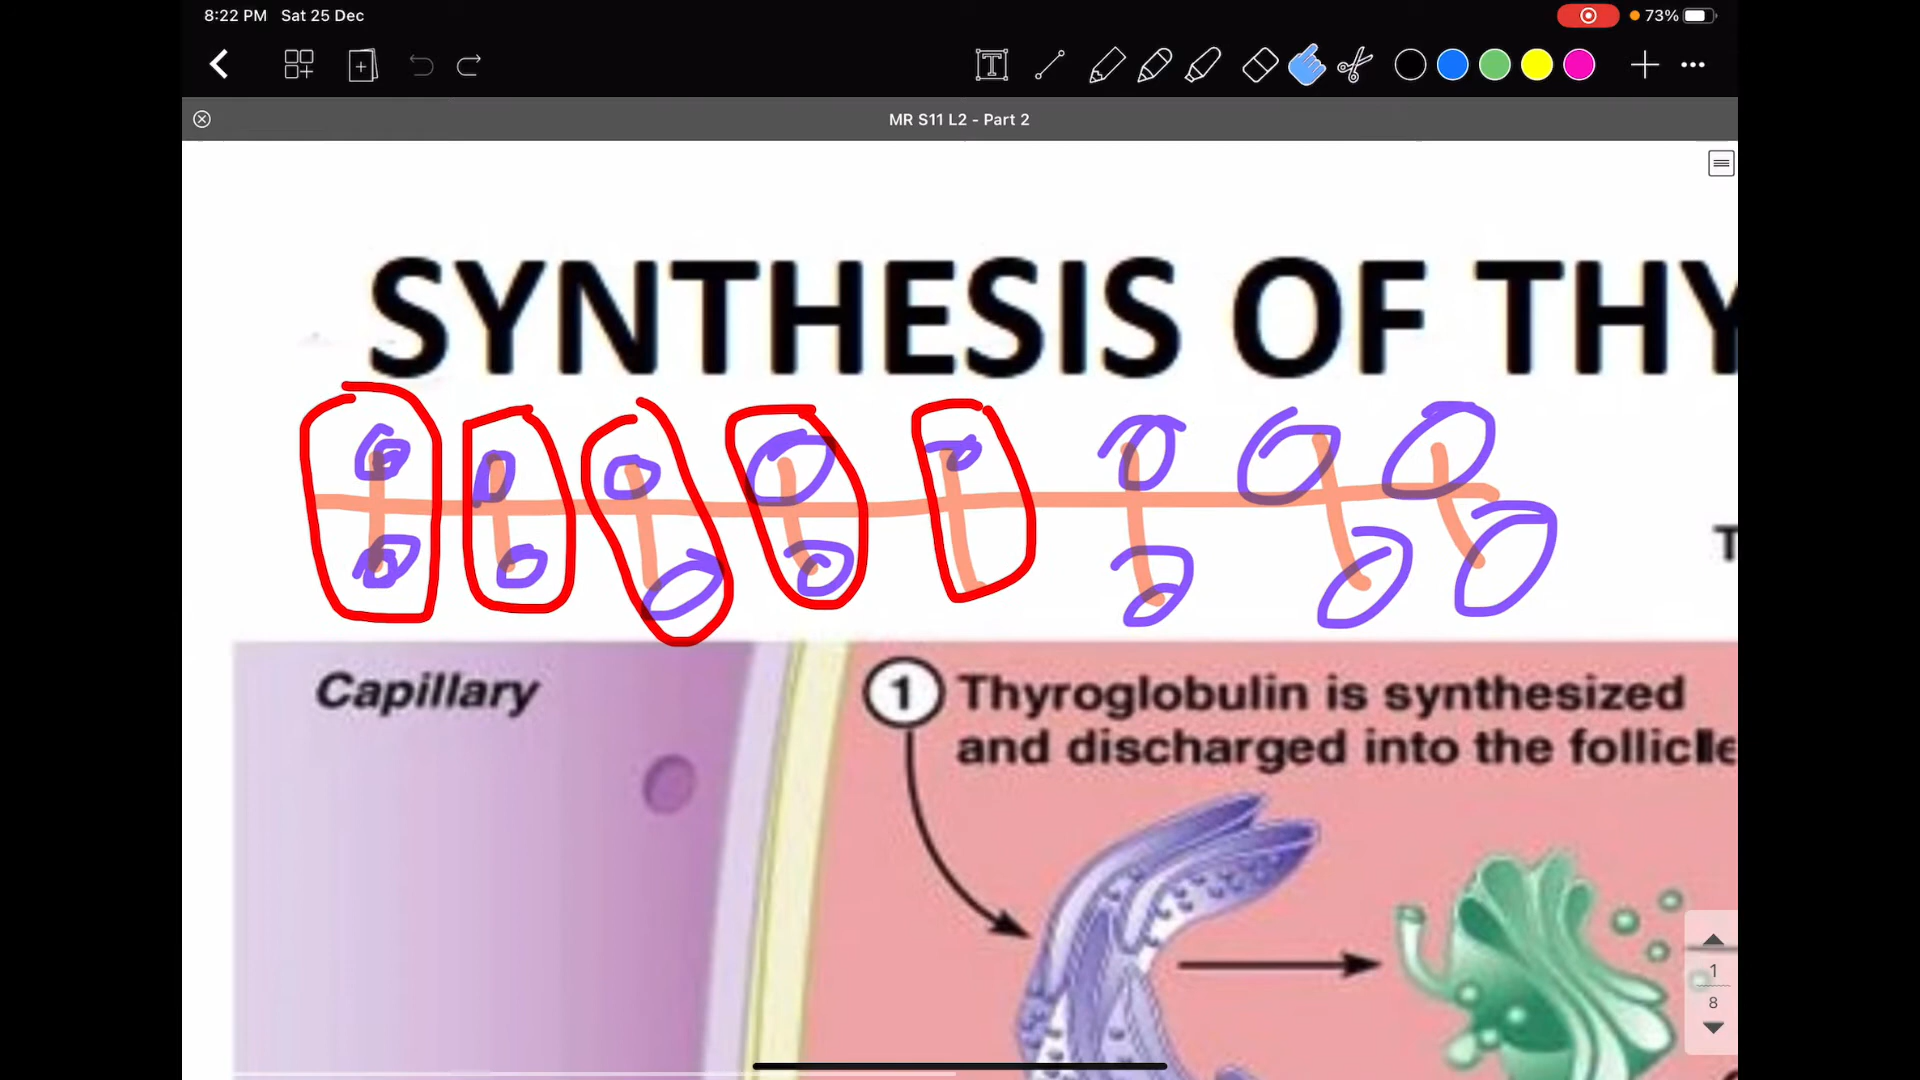 8:22 PM Sat 25 Dec
73%
MR S11 L2 - Part 2
SYNTHESIS OF THY
T
Capillary
1 Thyroglobulin is synthesized
and discharged into the follicle
1
8